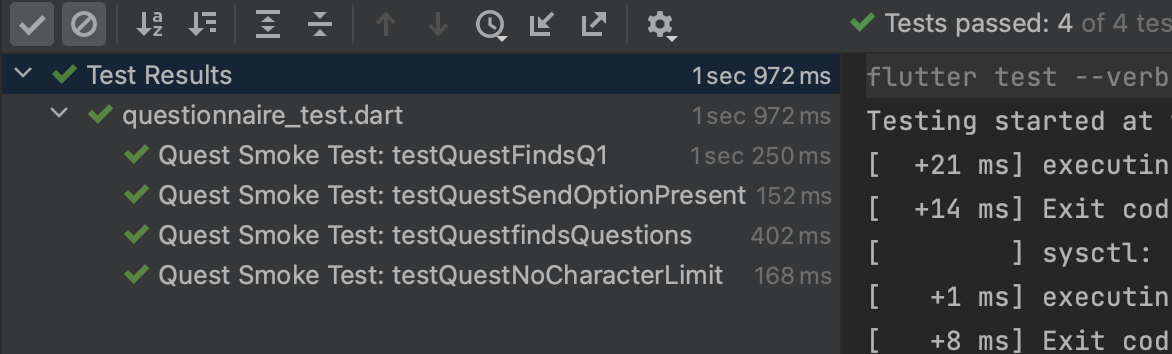 Tests passed: 4 of 4 tes
Test Results 1 sec 972 ms
questionnaire_test.dart 1 sec 972 ms
Quest Smoke Test: testQuestFindsQ1 1 sec 250 ms
Quest Smoke Test: testQuestSendOptionPresent 152 ms
Quest Smoke Test: testQuestfindsQuestions 402 ms
Quest Smoke Test: testQuestNoCharacterLimit 168 ms
flutter test --verb
Testing started at
[ +21 ms] executin
[ +14 ms] Exit cod
[ ] sysctl:
[ +1 ms] executin
[ +8 ms] Exit cod